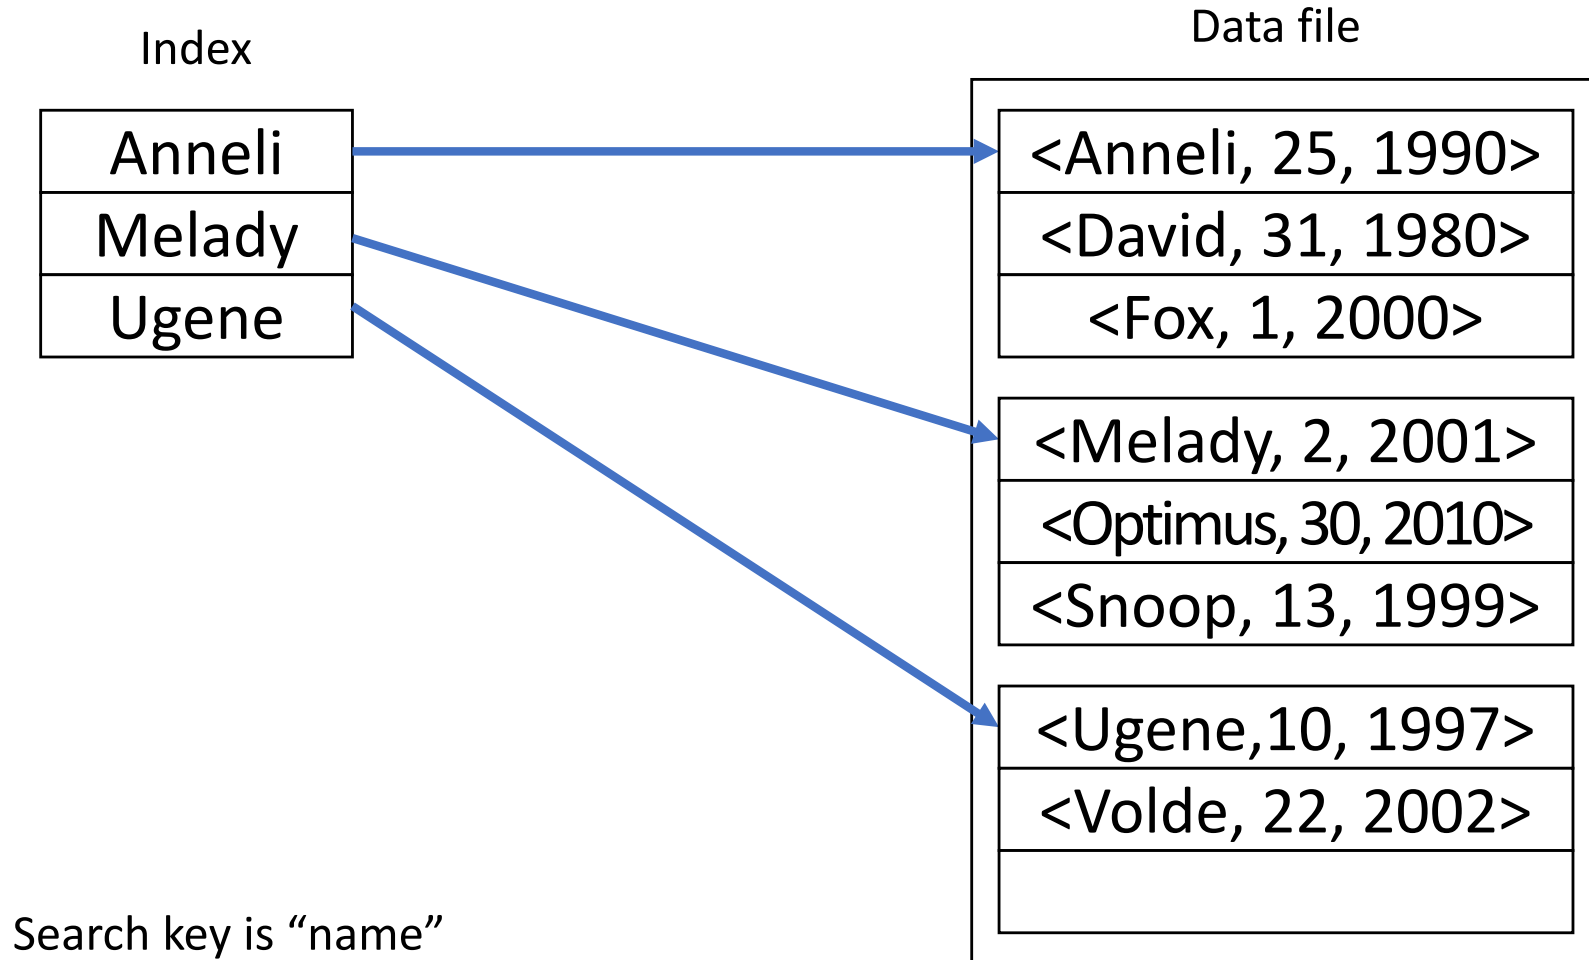 Index
Anneli
Melady
Ugene
Data file
<Anneli, 25, 1990>
<David, 31, 1980>
<Fox, 1, 2000>
<Melady, 2, 2001>
<Optimus, 30, 2010>
<Snoop, 13, 1999>
<Ugene,10, 1997>
<Volde, 22, 2002>
Search key is “name”